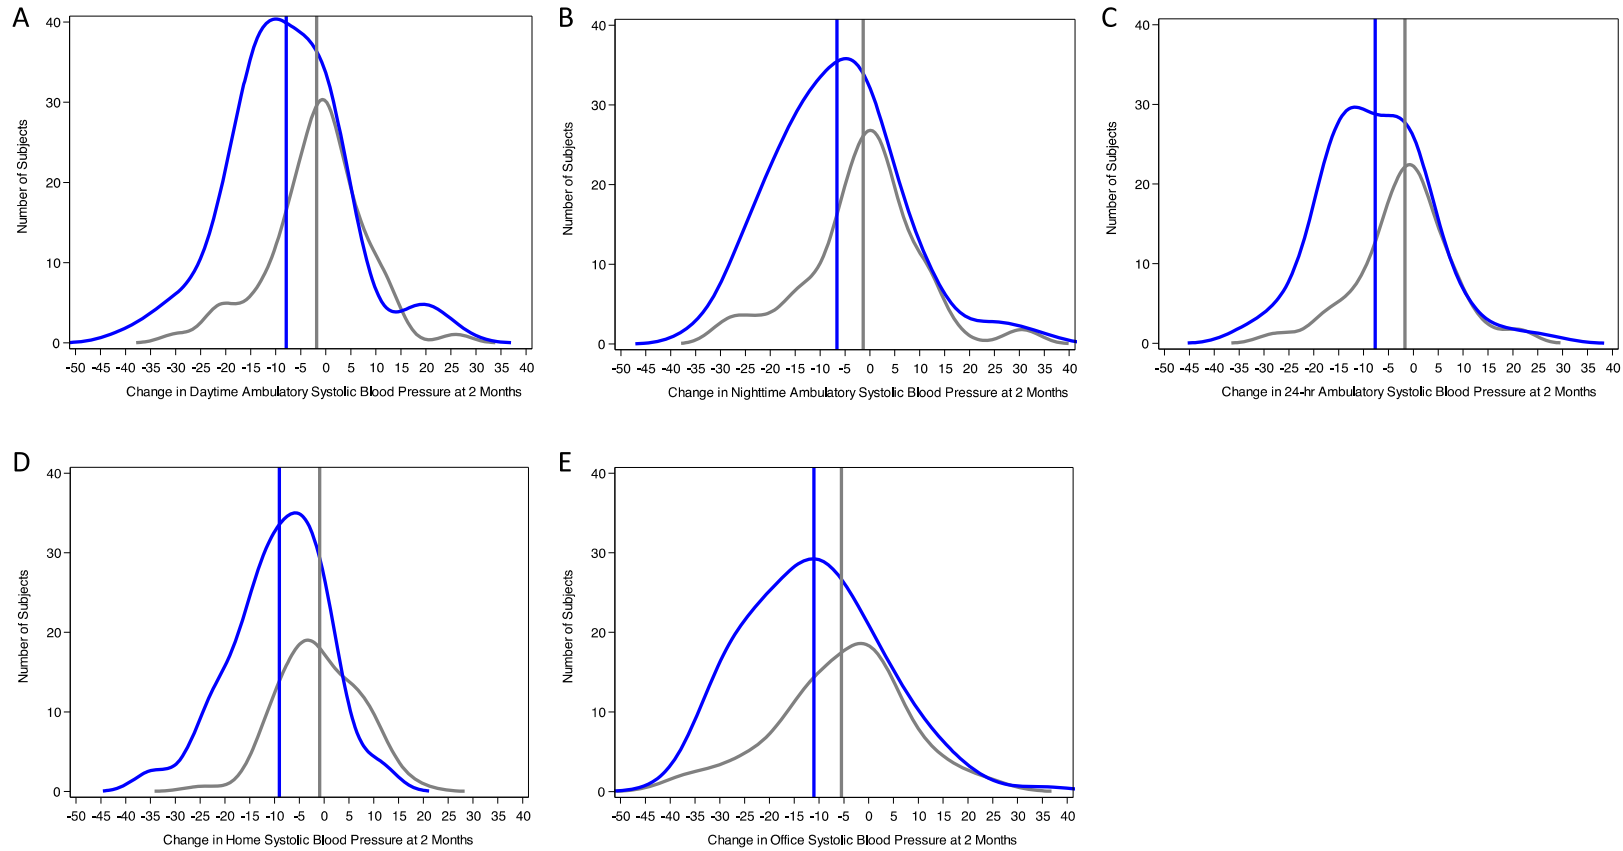 A
40
30
20
10
0
Number of Subjects
-50 -45 -40 -35 -30 -25 -20 -15 -10 -5 0 5 10 15 20 25 30 35 40
Change in Daytime Ambulatory Systolic Blood Pressure at 2 Months
B
40
30
20
10
0
Number of Subjects
-50 -45 -40 -35 -30 -25 -20 -15 -10 -5 0 5 10 15 20 25 30 35 40
Change in Nighttime Ambulatory Systolic Blood Pressure at 2 Months
C
40
30
20
10
0
Number of Subjects
-50 -45 -40 -35 -30 -25 -20 -15 -10 -5 0 5 10 15 20 25 30 35 40
Change in 24-hr Ambulatory Systolic Blood Pressure at 2 Months
D
40
30
20
10
0
Number of Subjects
-50 -45 -40 -35 -30 -25 -20 -15 -10 -5 0 5 10 15 20 25 30 35 40
Change in Home Systolic Blood Pressure at 2 Months
E
40
30
20
10
0
Number of Subjects
-50 -45 -40 -35 -30 -25 -20 -15 -10 -5 0 5 10 15 20 25 30 35 40
Change in Office Systolic Blood Pressure at 2 Months